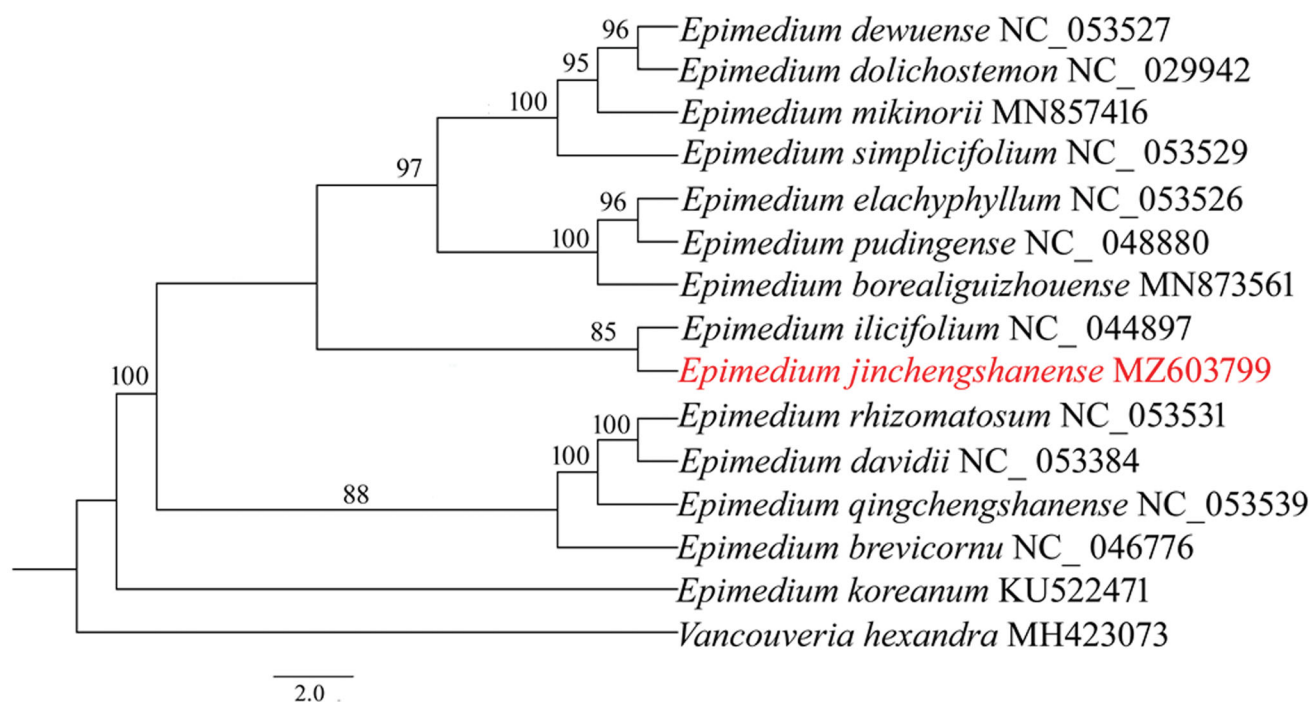 96
Epimedium dewuense NC_053527
95
Epimedium dolichostemon NC_ 029942
100
Epimedium mikinorii MN857416
Epimedium simplicifolium NC_ 053529
97
96
Epimedium elachyphyllum NC_053526
100
Epimedium pudingense NC_ 048880
Epimedium borealiguizhouense MN873561
85
Epimedium ilicifolium NC_ 044897
100
Epimedium jinchengshanense MZ603799
100
Epimedium rhizomatosum NC_053531
100
Epimedium davidii NC_ 053384
88
Epimedium qingchengshanense NC_053539
Epimedium brevicornu NC_ 046776
Epimedium koreanum KU522471
Vancouveria hexandra MH423073
2.0